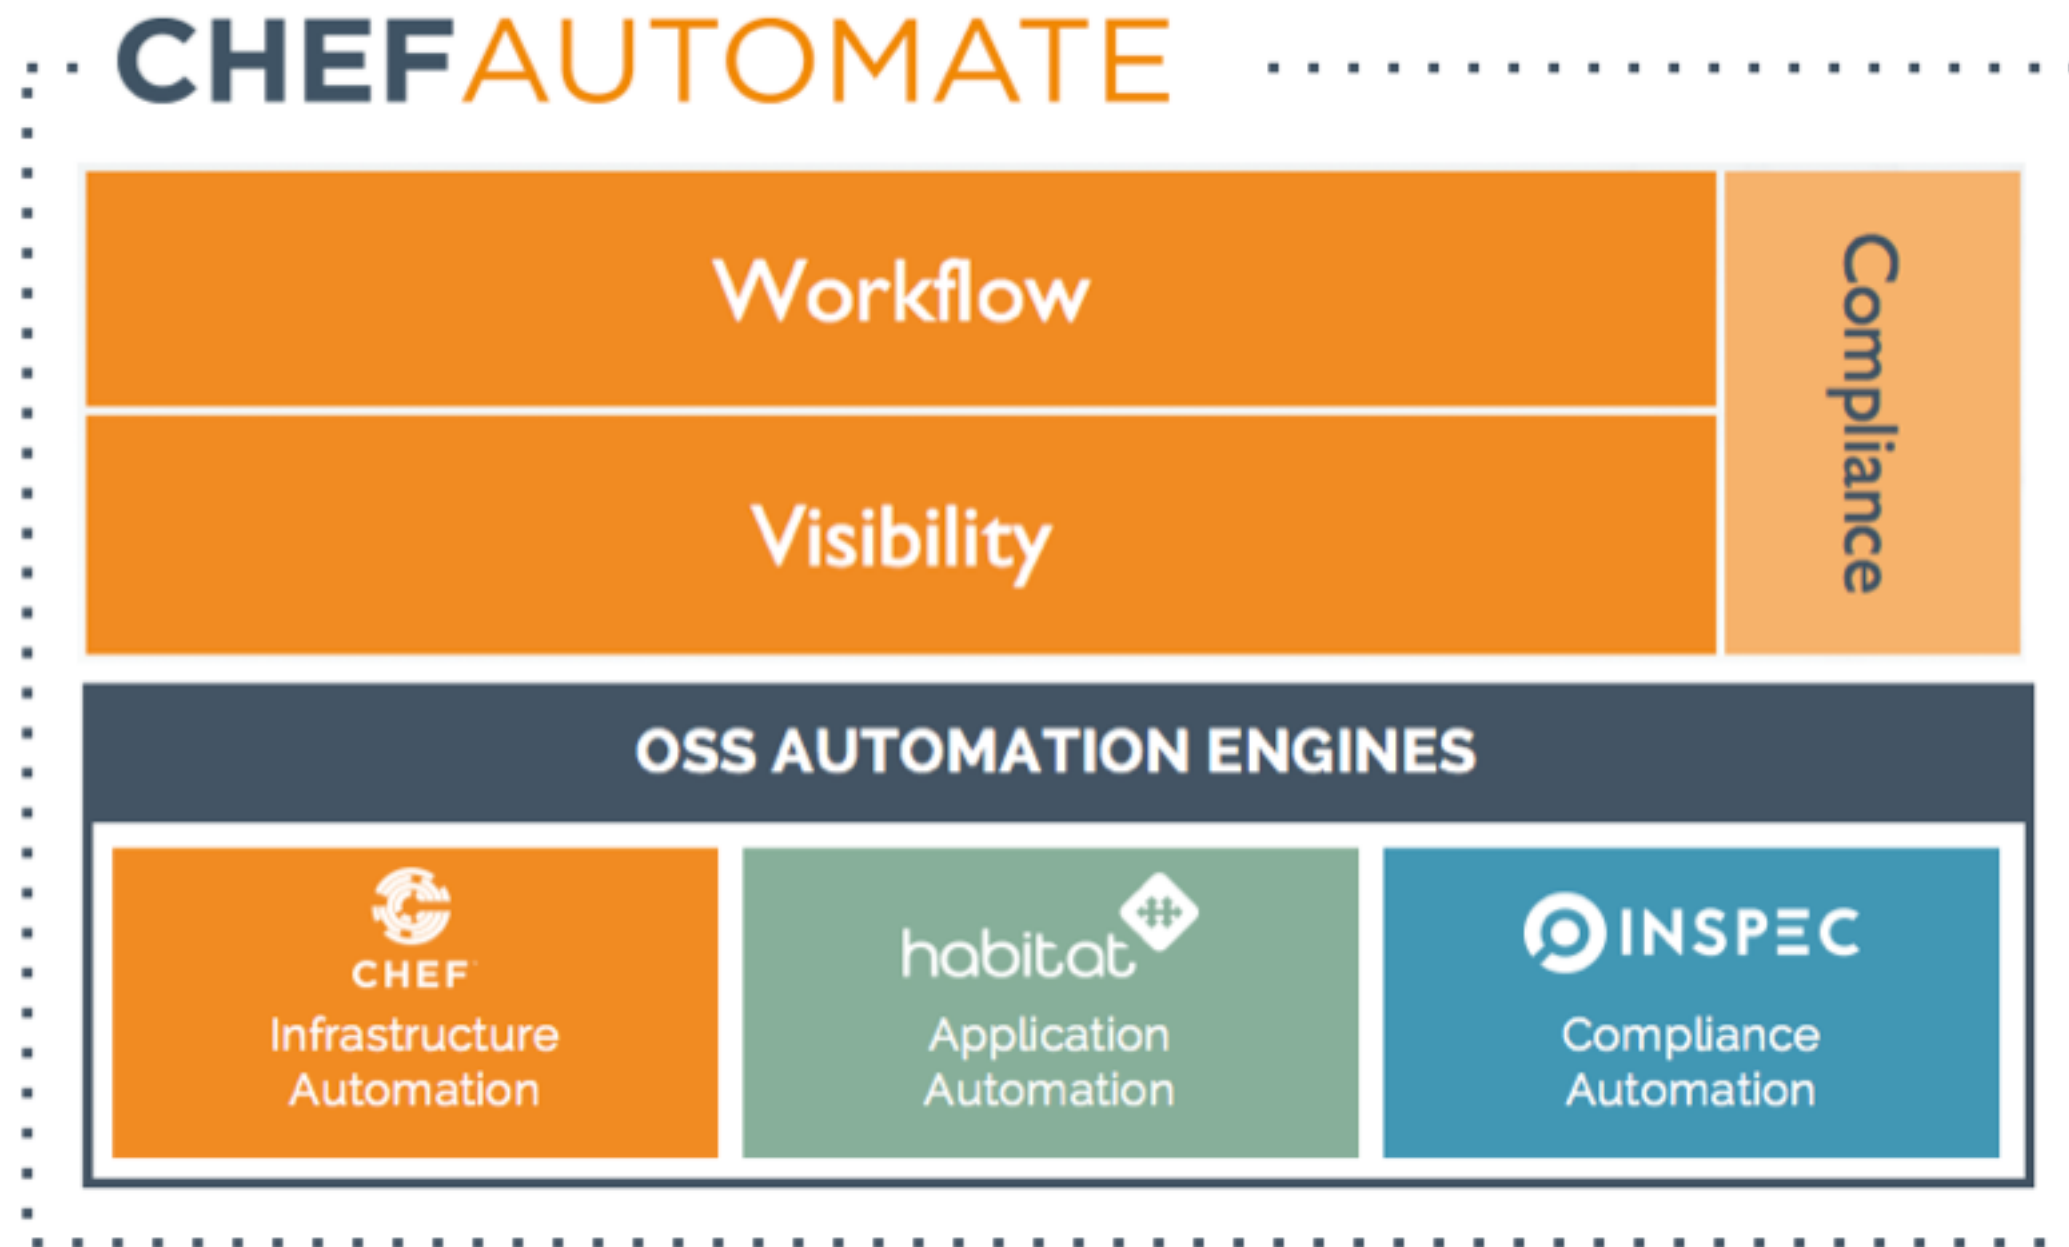 CHEFAUTOMATE
Workflow
Visibility
Compliance
OSS AUTOMATION ENGINES
CHEF
Infrastructure
Automation
habitat
Application
Automation
INSPEC
Compliance
Automation